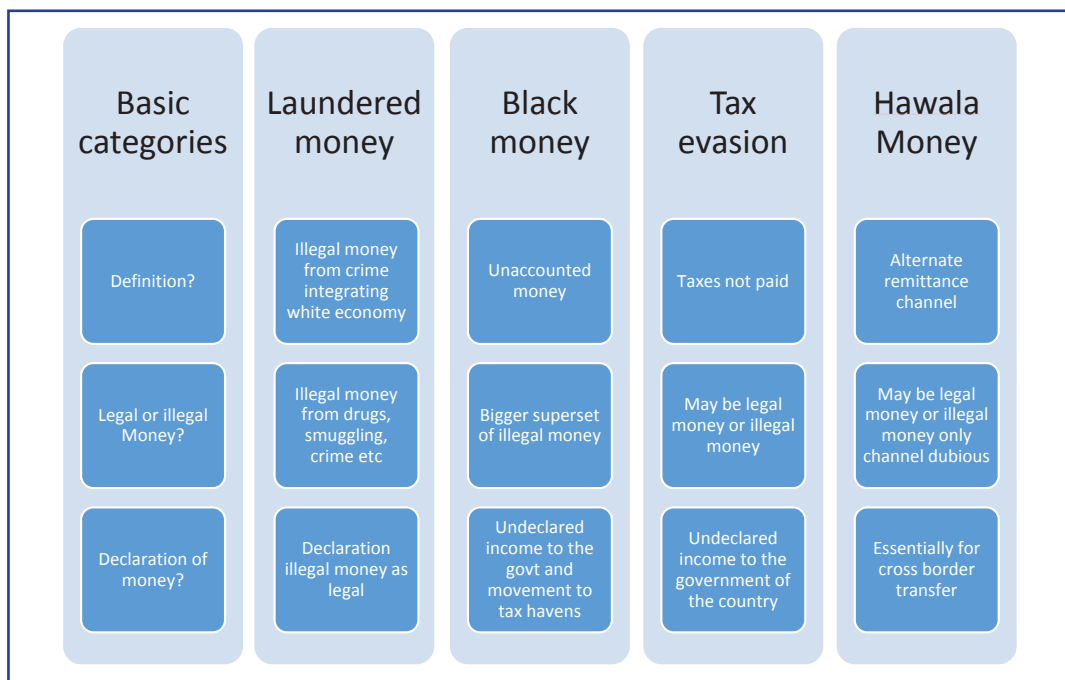 Basic
categories
Laundered
money
Black
money
Tax
evasion
Hawala
Money
Definition?
Illegal money
from crime
integrating
white economy
Unaccounted
money
Taxes not paid
Alternate
remittance
channel
Legal or illegal
Money?
Illegal money
from drugs,
smuggling,
crime etc
Bigger superset
of illegal money
May be legal
money or illegal
money
May be legal
money or illegal
money only
channel dubious
Declaration of
money?
Declaration
illegal money as
legal
Undeclared
income to the
govt and
movement to
tax havens
Undeclared
income to the
government of
the country
Essentially for
cross border
transfer